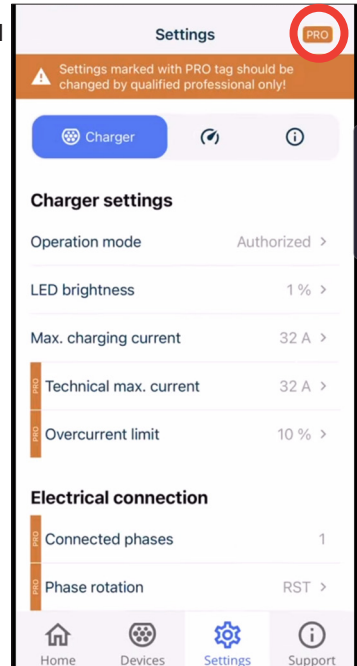 Settings PRO
Settings marked with PRO tag should be
changed by qualified professional only!
Charger
Charger settings
Operation mode Authorized >
LED brightness 1 % >
Max. charging current 32 A >
PRO Technical max. current 32 A >
PRO Overcurrent limit 10 % >
Electrical connection
PRO Connected phases 1
PRO Phase rotation RST >
Home Devices Settings Support